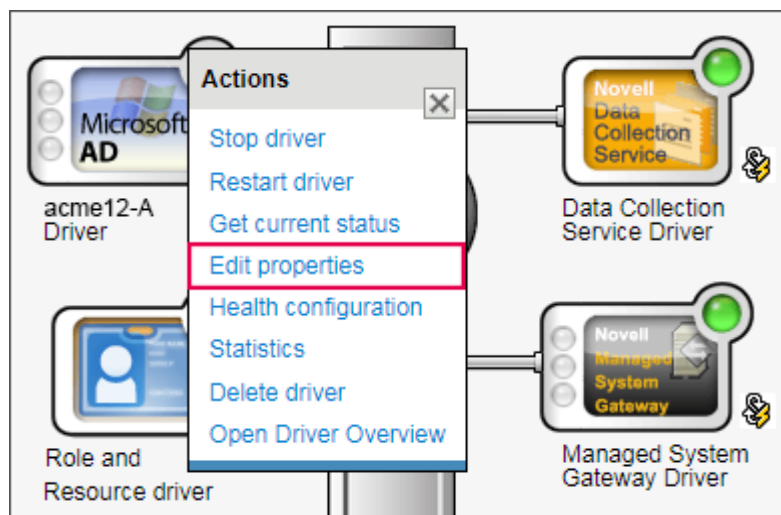 Actions
Stop driver
Restart driver
Get current status
Edit properties
Health configuration
Statistics
Delete driver
Open Driver Overview
Microsoft
AD
acme12-A
Driver
Novell
Data
Collection
Service
Data Collection
Service Driver
Role and
Resource driver
Novell
Managed
System
Gateway
Managed System
Gateway Driver